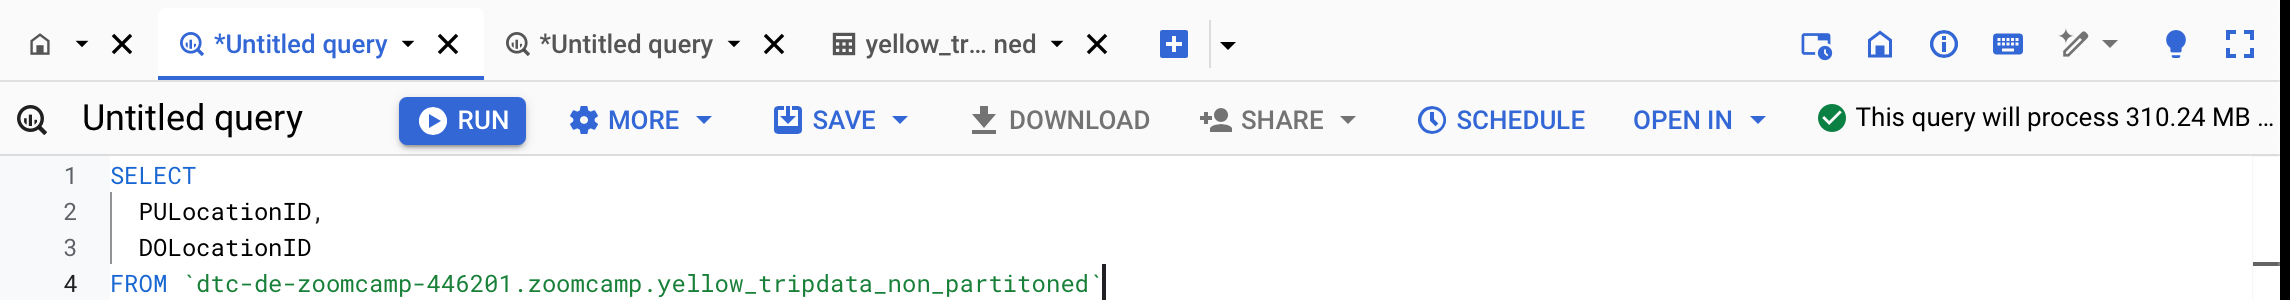 *Untitled query *Untitled query yellow_tr... ned
Untitled query RUN MORE SAVE DOWNLOAD SHARE SCHEDULE OPEN IN This query will process 310.24 MB ...
1 SELECT
2 PULocationID,
3 DOLocationID
4 FROM `dtc-de-zoomcamp-446201.zoomcamp.yellow_tripdata_non_partitoned`